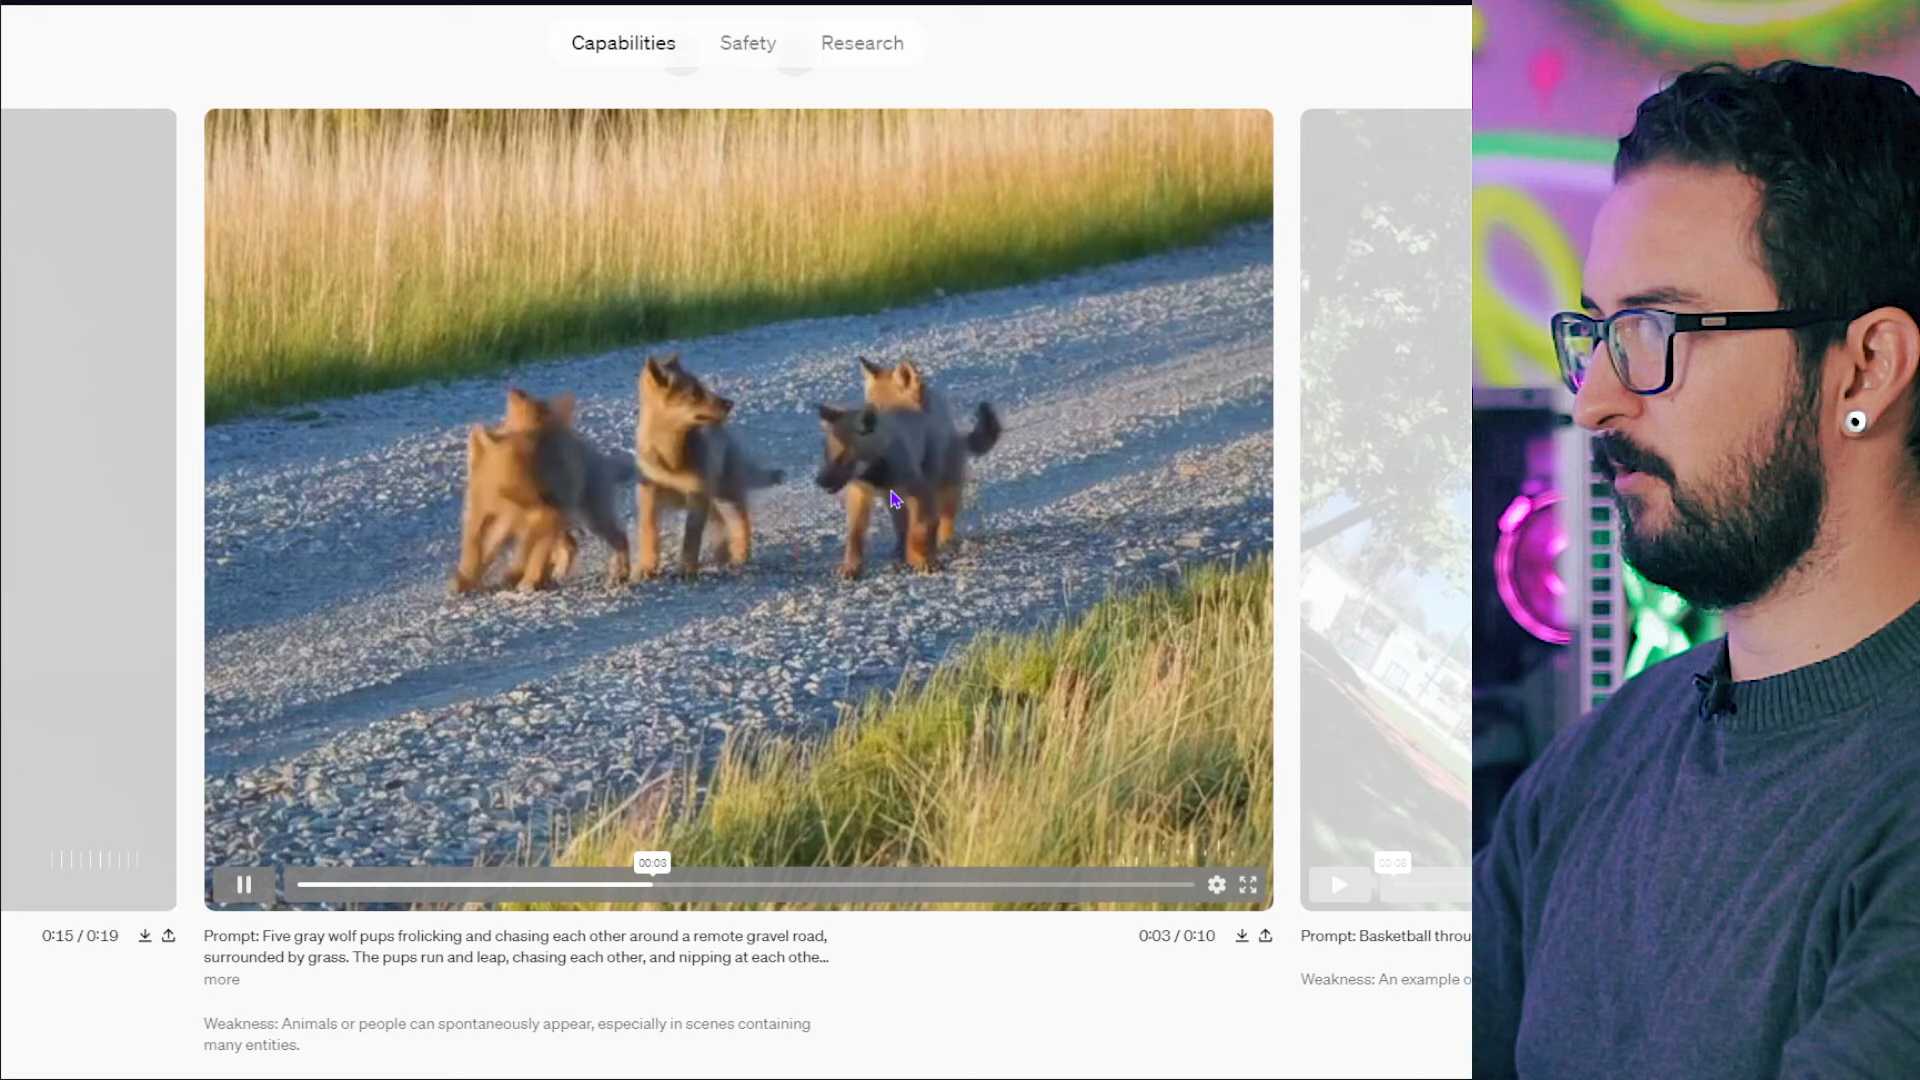 Capabilities Safety Research
00:03
00:08
0:15 / 0:19
Prompt: Five gray wolf pups frolicking and chasing each other around a remote gravel road,
surrounded by grass. The pups run and leap, chasing each other, and nipping at each othe...
more
0:03 / 0:10
Weakness: Animals or people can spontaneously appear, especially in scenes containing
many entities.
Prompt: Basketball throu
Weakness: An example o